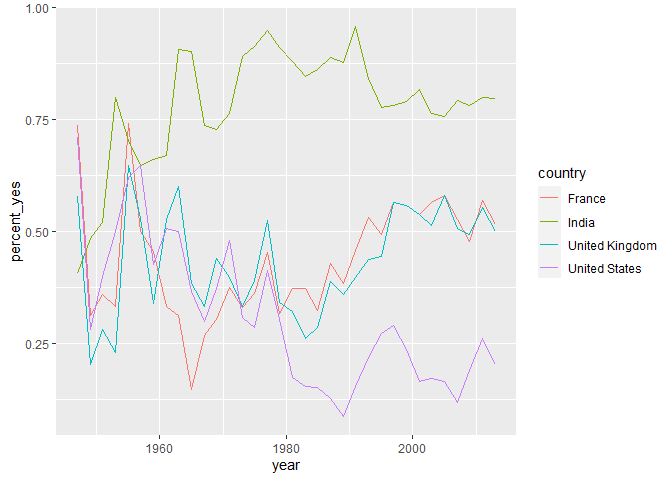 1.00
0.75
0.50
0.25
percent_yes
1960
1980
2000
year
country
France
India
United Kingdom
United States